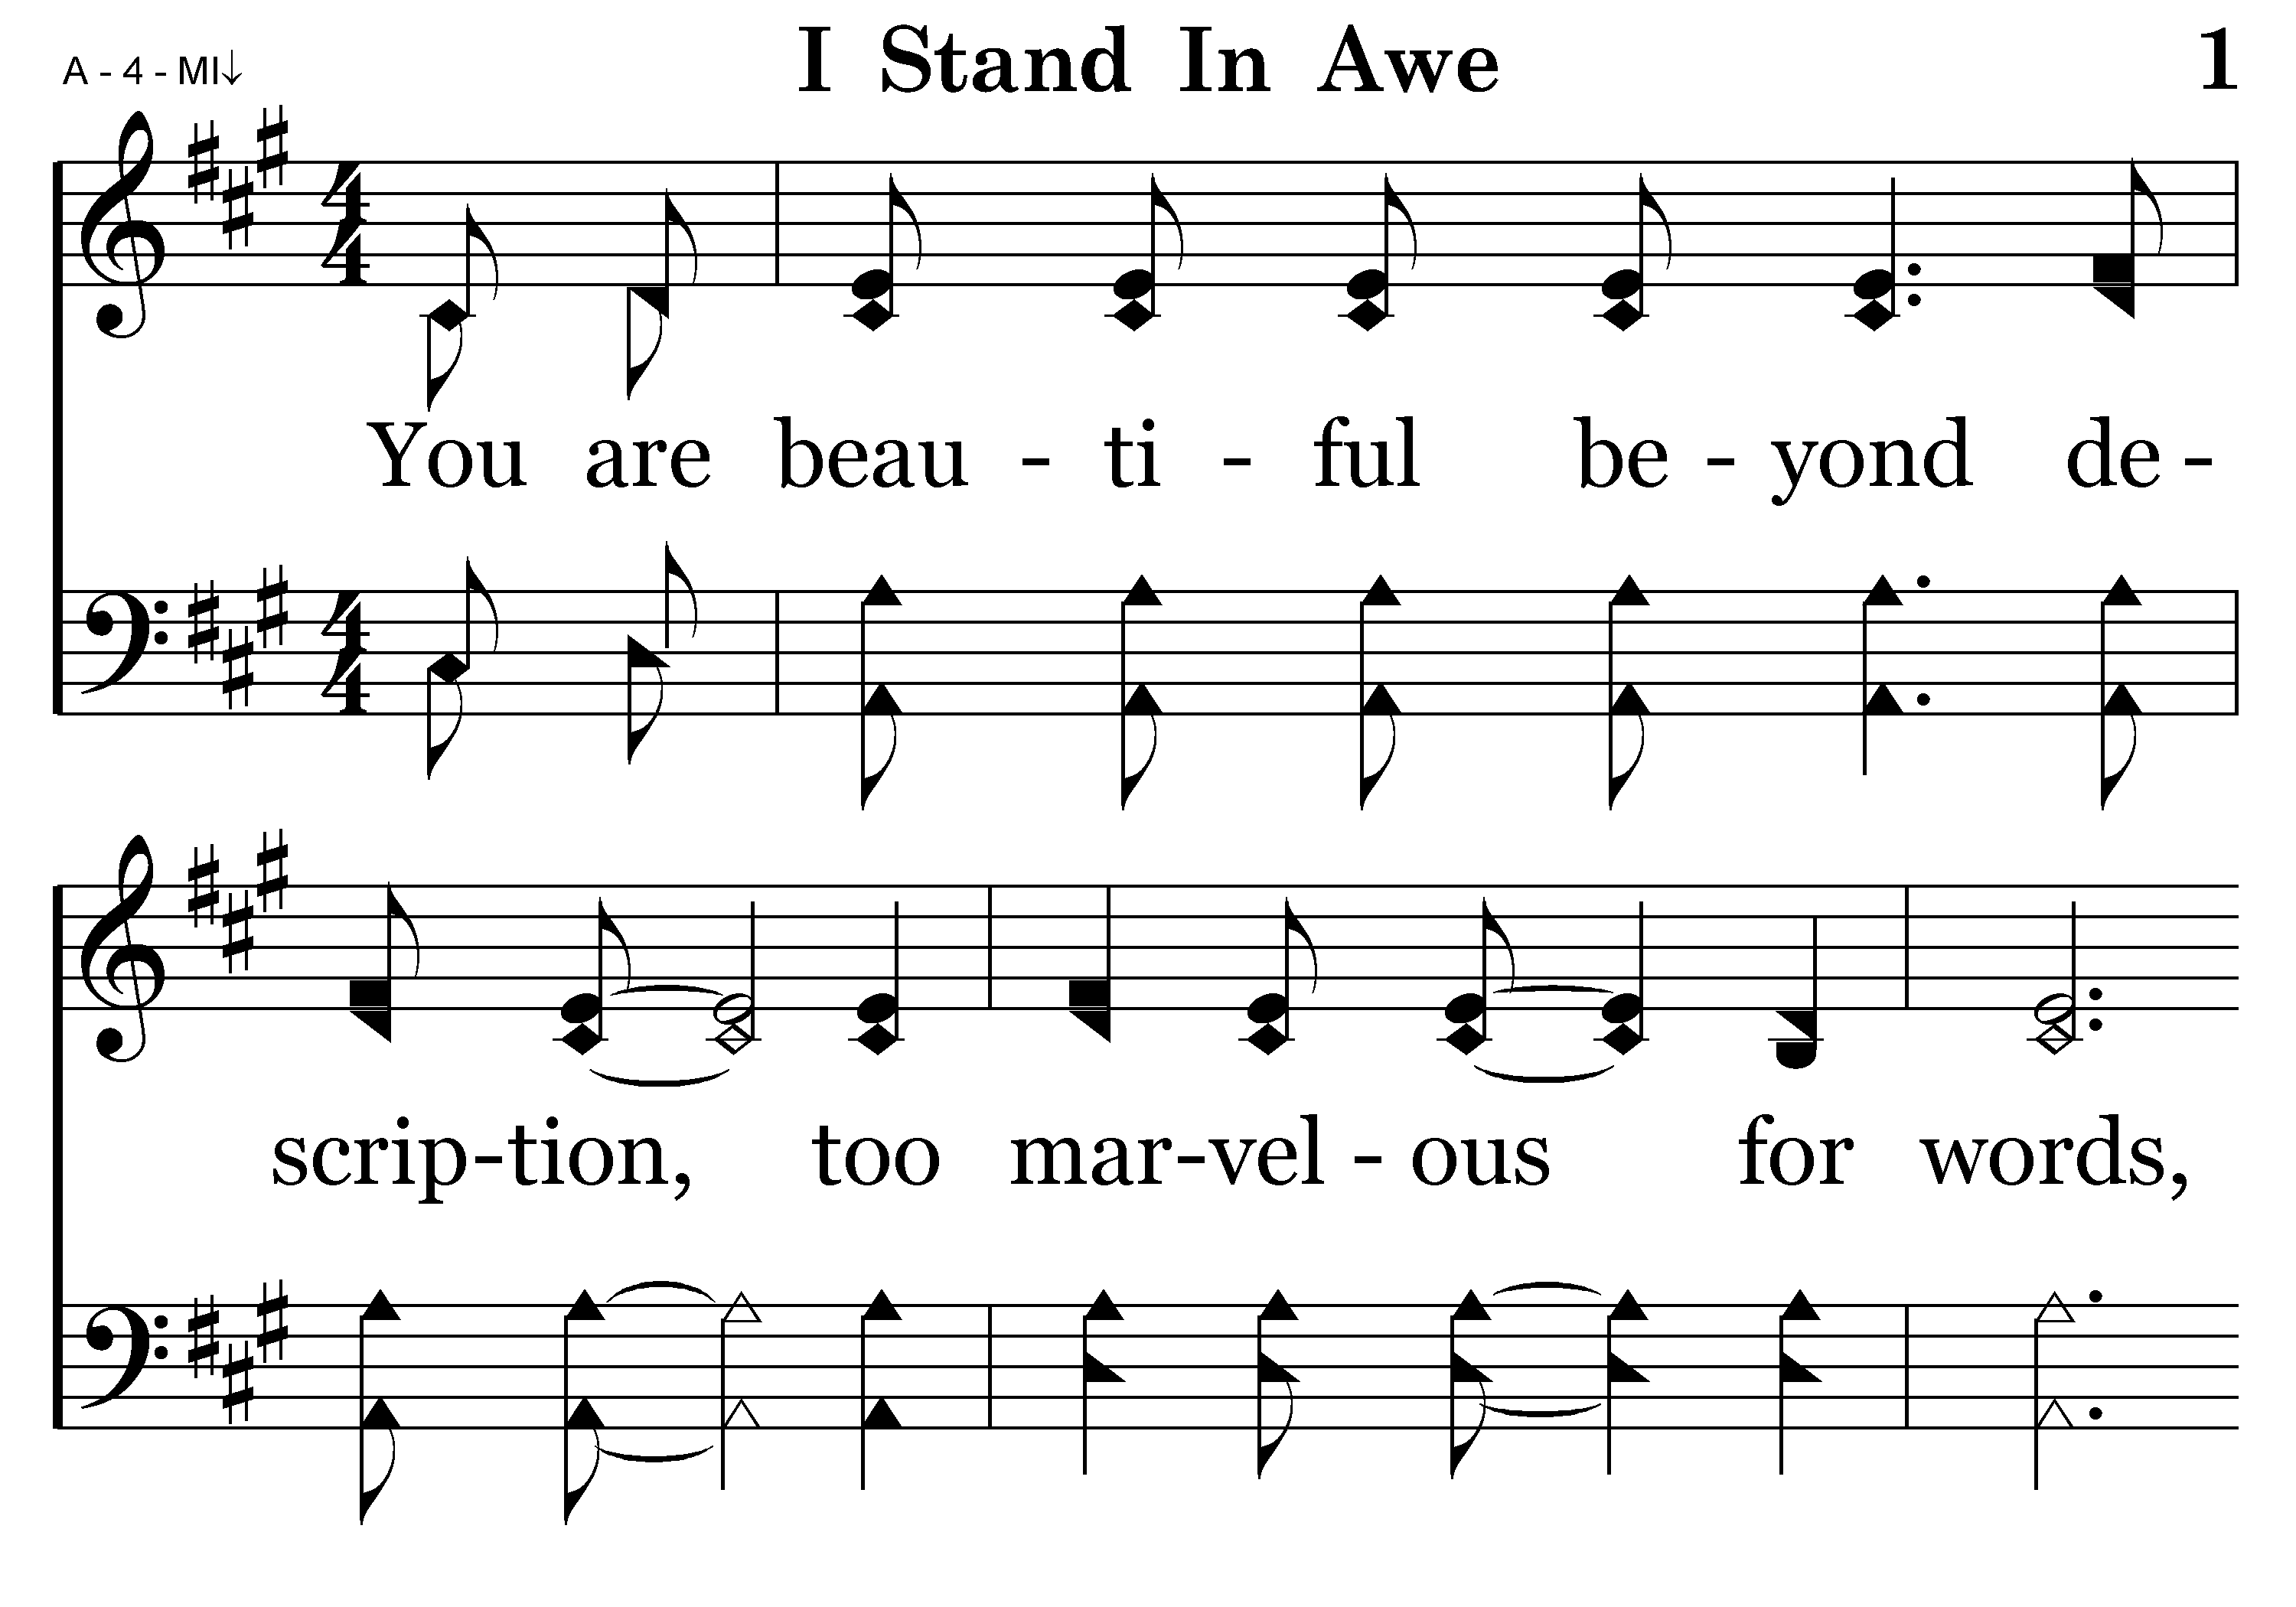 A - 4 - MI↓
I Stand In Awe
1
You are beau - ti - ful be - yond de -
scrip-tion, too mar-vel - ous for words,